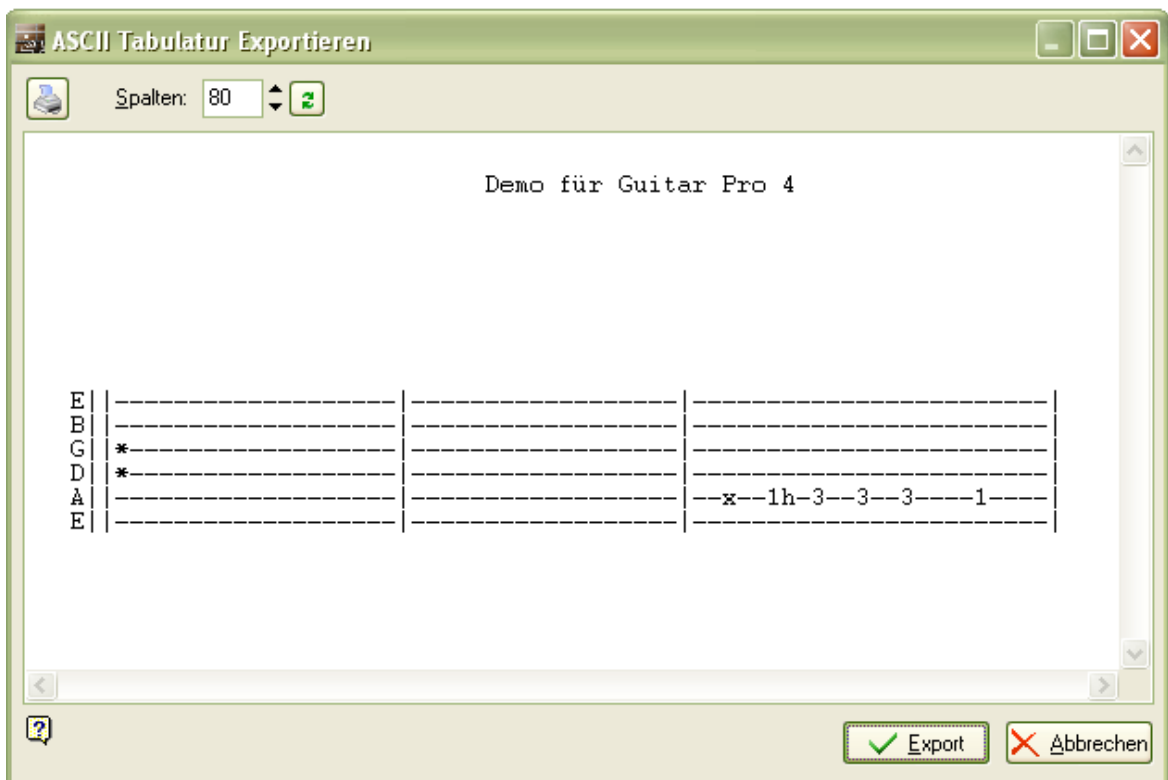 ASCII Tabulatur Exportieren
Spalten: 80
Demo für Guitar Pro 4
E||-------------------|------------------|------------------------|
B||-------------------|------------------|------------------------|
G||*------------------|------------------|------------------------|
D||*------------------|------------------|------------------------|
A||-------------------|------------------|--x--1h-3--3--3----1----|
E||-------------------|------------------|------------------------|
Export Abbrechen